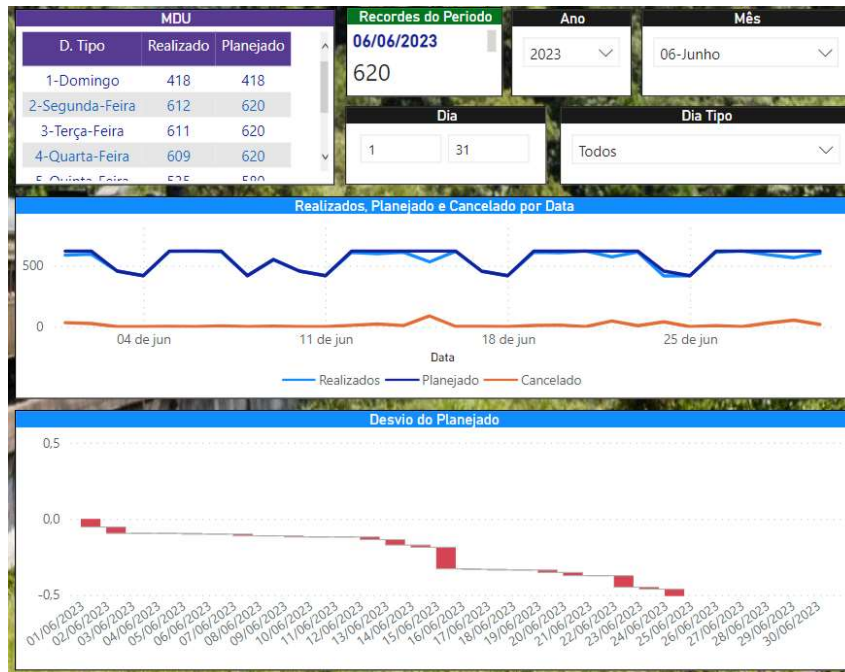 MDU
D. Tipo Realizado Planejado
1-Domingo 418 418
2-Segunda-Feira 612 620
3-Terça-Feira 611 620
4-Quarta-Feira 609 620
5-Quinta-Feira 535 580
Recordes do Periodo
06/06/2023
620
Ano
2023
Mês
06-Junho
Dia
1 31
Dia Tipo
Todos
Realizados, Planejado e Cancelado por Data
500
0
04 de jun 11 de jun 18 de jun 25 de jun
Data
Realizados Planejado Cancelado
Desvio do Planejado
0,5
0,0
-0,5
01/06/2023 02/06/2023 03/06/2023 04/06/2023 05/06/2023 06/06/2023 07/06/2023 08/06/2023 09/06/2023 10/06/2023 11/06/2023 12/06/2023 13/06/2023 14/06/2023 15/06/2023 16/06/2023 17/06/2023 18/06/2023 19/06/2023 20/06/2023 21/06/2023 22/06/2023 23/06/2023 24/06/2023 25/06/2023 26/06/2023 27/06/2023 28/06/2023 29/06/2023 30/06/2023